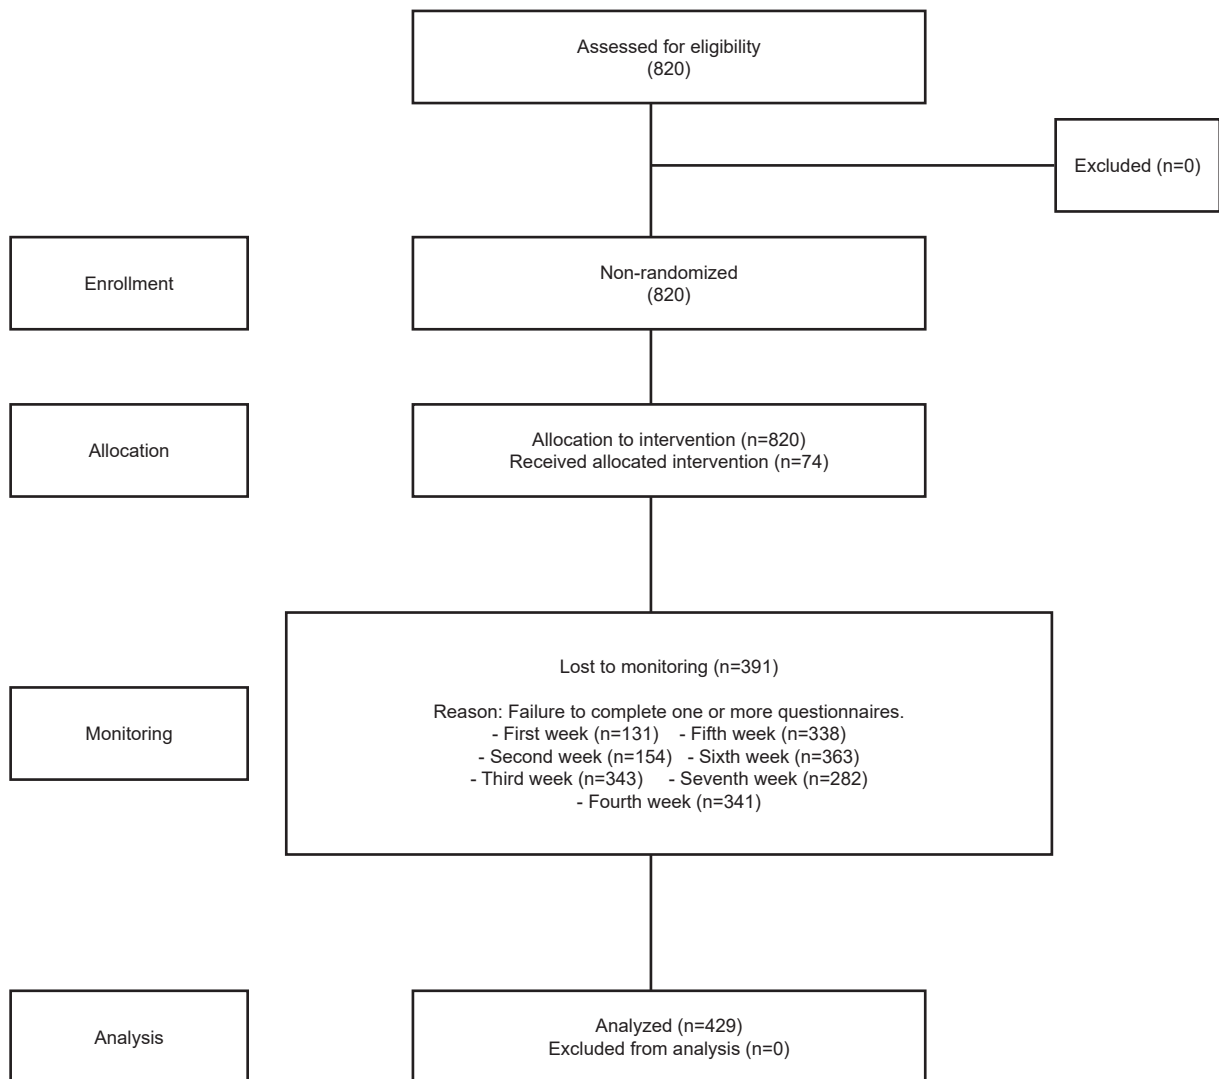 Assessed for eligibility
(820)
Excluded (n=0)
Enrollment
Non-randomized
(820)
Allocation
Allocation to intervention (n=820)
Received allocated intervention (n=74)
Monitoring
Lost to monitoring (n=391)
Reason: Failure to complete one or more questionnaires.
- First week (n=131) - Fifth week (n=338)
- Second week (n=154) - Sixth week (n=363)
- Third week (n=343) - Seventh week (n=282)
- Fourth week (n=341)
Analysis
Analyzed (n=429)
Excluded from analysis (n=0)